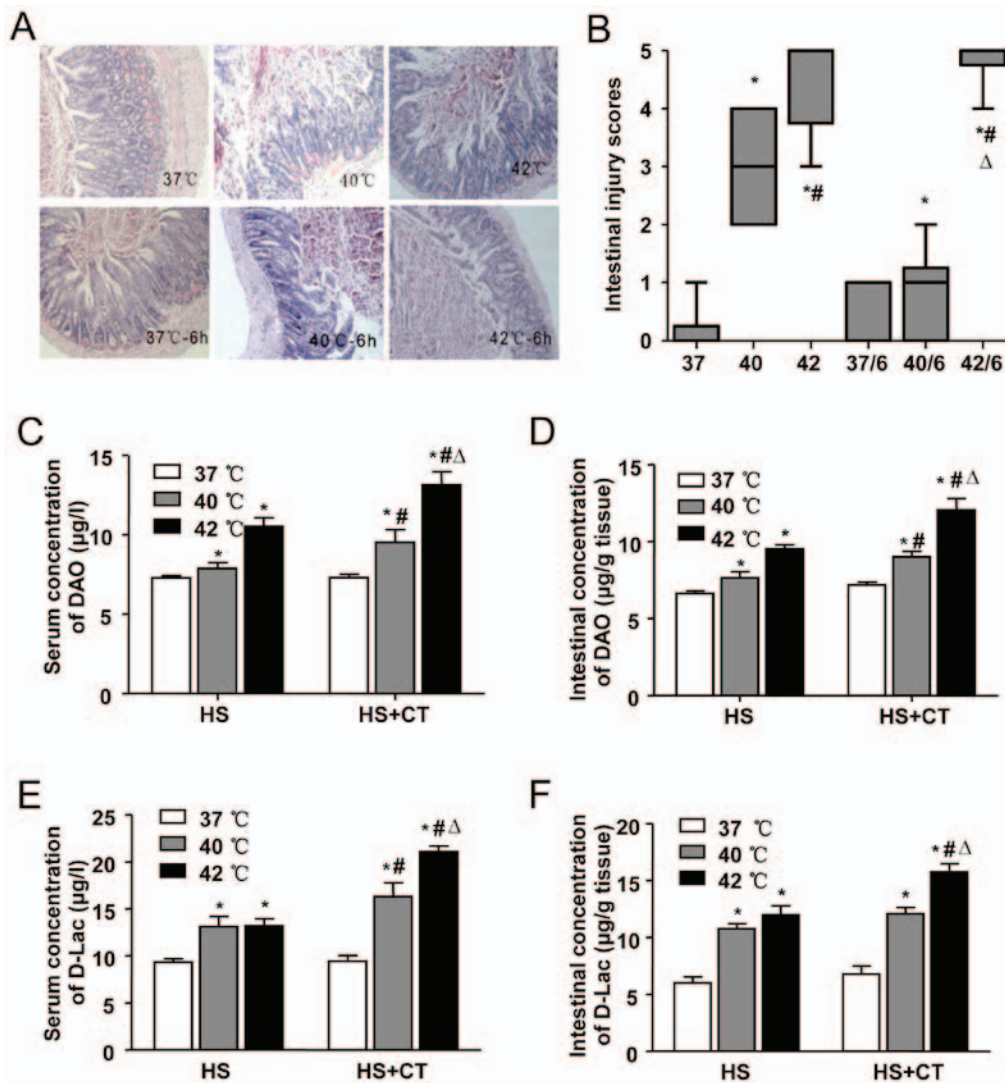 A
37℃
40℃
42℃
37℃-6h
40℃-6h
42℃-6h
B
Intestinal injury scores
5
4
3
2
1
0
*
*#
*
*#
Δ
37 40 42 37/6 40/6 42/6
C
Serum concentration
of DAO (μg/l)
15
10
5
0
37 ℃
40 ℃
42 ℃
*
*
*#
*#Δ
HS HS+CT
D
Intestinal concentration
of DAO (μg/g tissue)
15
10
5
0
37 ℃
40 ℃
42 ℃
*
*
*#
*#Δ
HS HS+CT
E
Serum concentration
of D-Lac (μg/l)
25
20
15
10
5
0
37 ℃
40 ℃
42 ℃
*
*
*#
*#Δ
HS HS+CT
F
Intestinal concentration
of D-Lac (μg/g tissue)
20
15
10
5
0
37 ℃
40 ℃
42 ℃
*
*
*
*#Δ
HS HS+CT